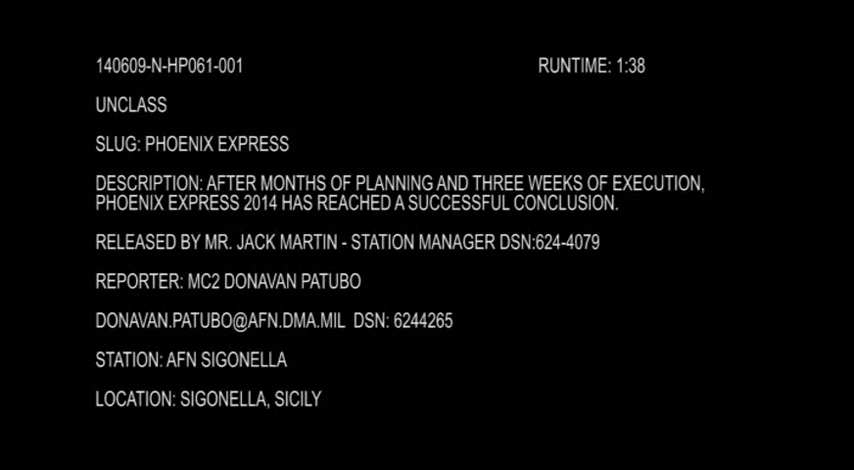 140609-N-HP061-001 RUNTIME: 1:38
UNCLASS
SLUG: PHOENIX EXPRESS
DESCRIPTION: AFTER MONTHS OF PLANNING AND THREE WEEKS OF EXECUTION,
PHOENIX EXPRESS 2014 HAS REACHED A SUCCESSFUL CONCLUSION.
RELEASED BY MR. JACK MARTIN - STATION MANAGER DSN:624-4079
REPORTER: MC2 DONAVAN PATUBO
DONAVAN.PATUBO@AFN.DMA.MIL DSN: 6244265
STATION: AFN SIGONELLA
LOCATION: SIGONELLA, SICILY